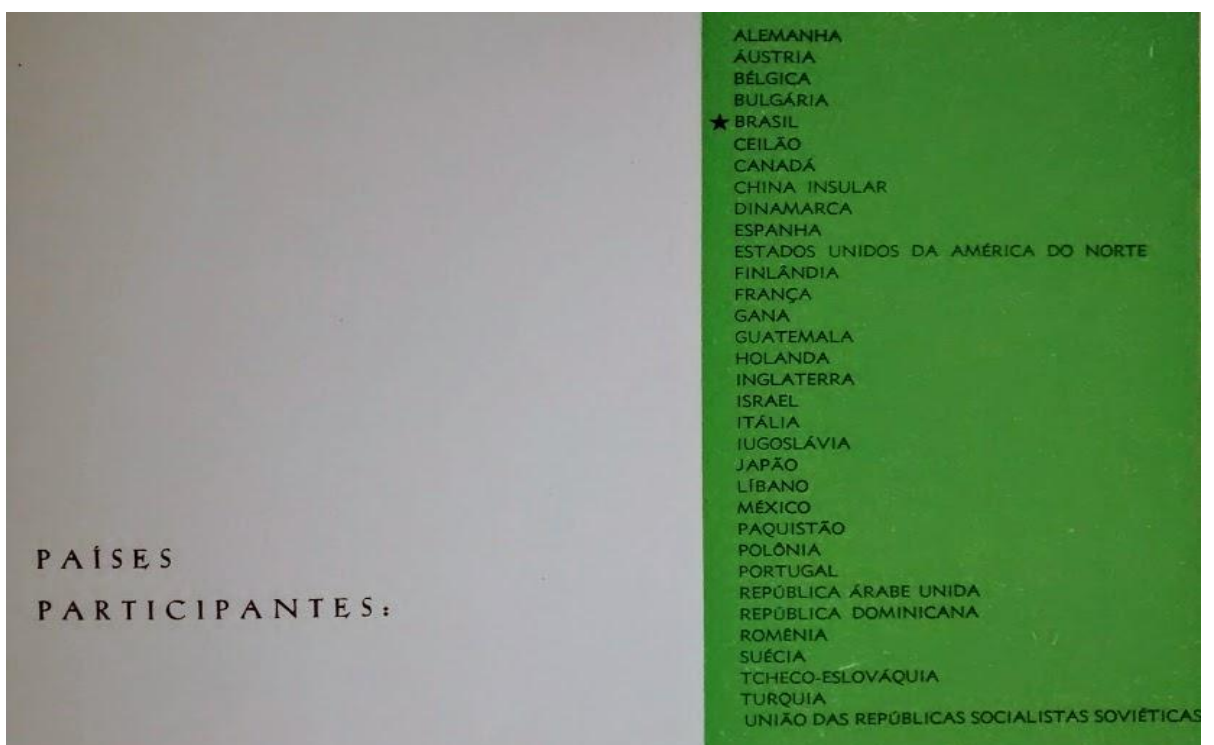 PAÍSES
PARTICIPANTES:
ALEMANHA
ÁUSTRIA
BÉLGICA
BULGÁRIA
★ BRASIL
CEILÃO
CANADÁ
CHINA INSULAR
DINAMARCA
ESPANHA
ESTADOS UNIDOS DA AMÉRICA DO NORTE
FINLÂNDIA
FRANÇA
GANA
GUATEMALA
HOLANDA
INGLATERRA
ISRAEL
ITÁLIA
IUGOSLÁVIA
JAPÃO
LÍBANO
MÉXICO
PAQUISTÃO
POLÔNIA
PORTUGAL
REPÚBLICA ÁRABE UNIDA
REPÚBLICA DOMINICANA
ROMÊNIA
SUÉCIA
TCHECO-ESLOVÁQUIA
TURQUIA
UNIÃO DAS REPÚBLICAS SOCIALISTAS SOVIÉTICAS